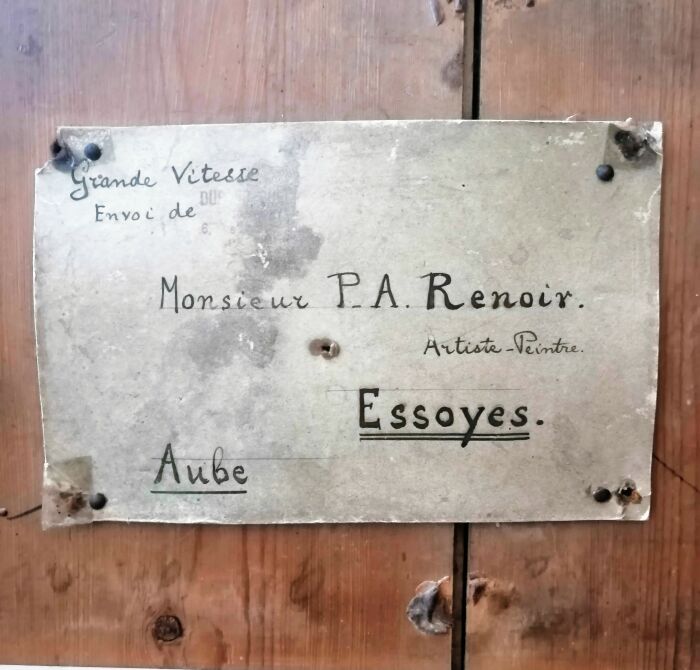 Grande Vitesse
Envoi de
Monsieur P. A. Renoir.
Artiste-Peintre.
Essoyes.
Aube